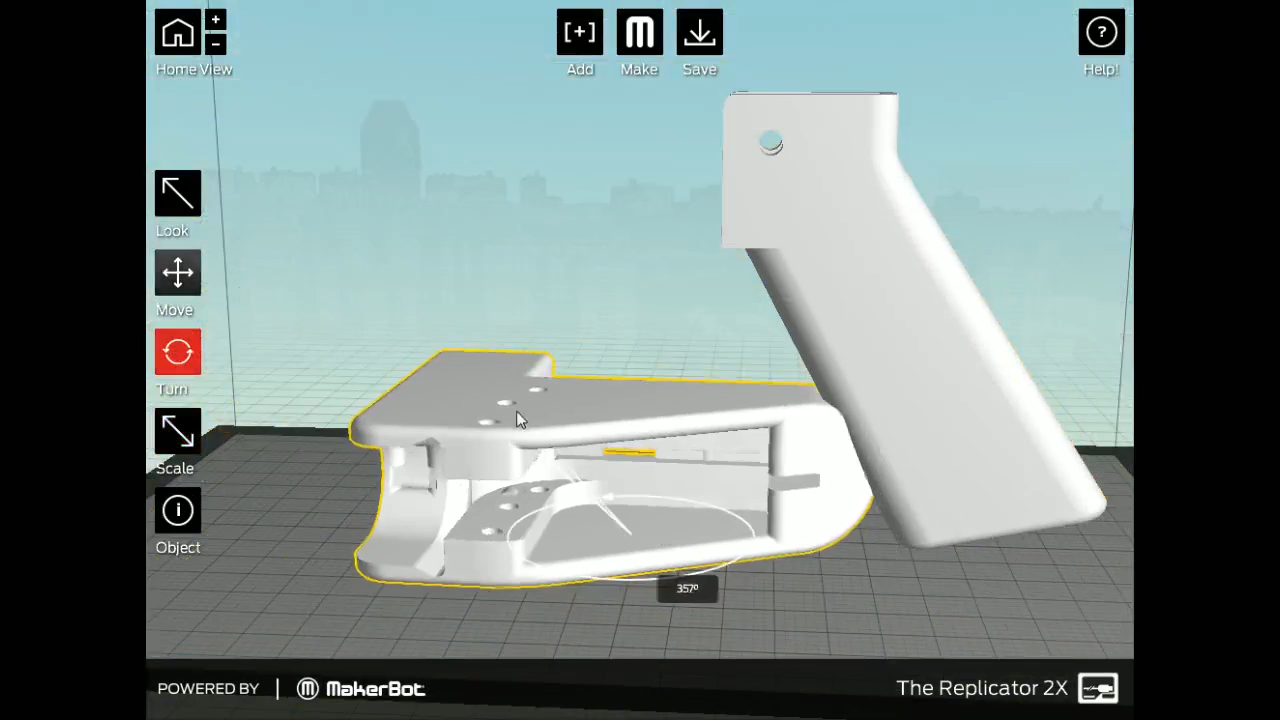 +
-
Home View
[+]
Add
M
Make
Save
?
Help!
Look
Move
Turn
Scale
i
Object
357°
POWERED BY | M MakerBot
The Replicator 2X